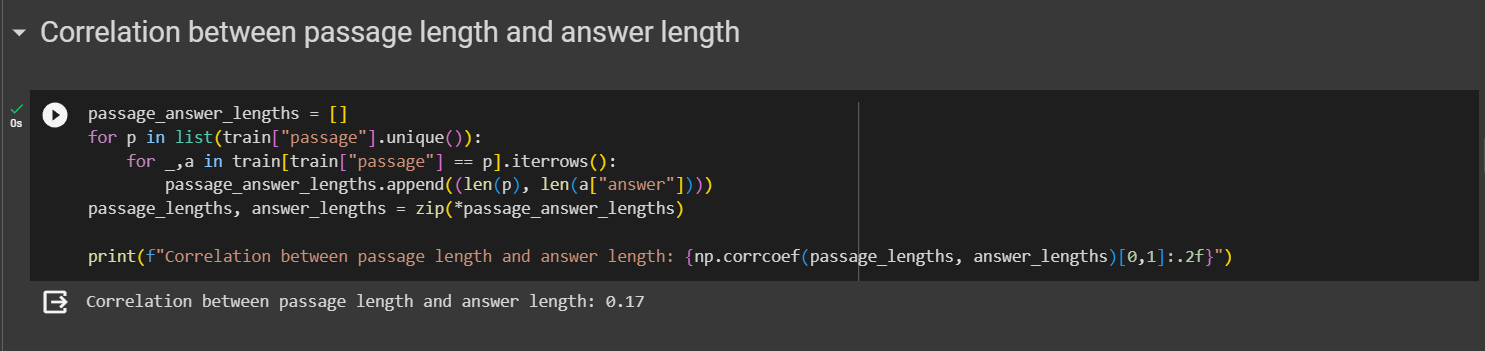 Correlation between passage length and answer length
passage_answer_lengths = []
for p in list(train["passage"].unique()):
    for _,a in train[train["passage"] == p].iterrows():
        passage_answer_lengths.append((len(p), len(a["answer"])))
passage_lengths, answer_lengths = zip(*passage_answer_lengths)
print(f"Correlation between passage length and answer length: {np.corrcoef(passage_lengths, answer_lengths)[0,1]:.2f}")
0s
Correlation between passage length and answer length: 0.17